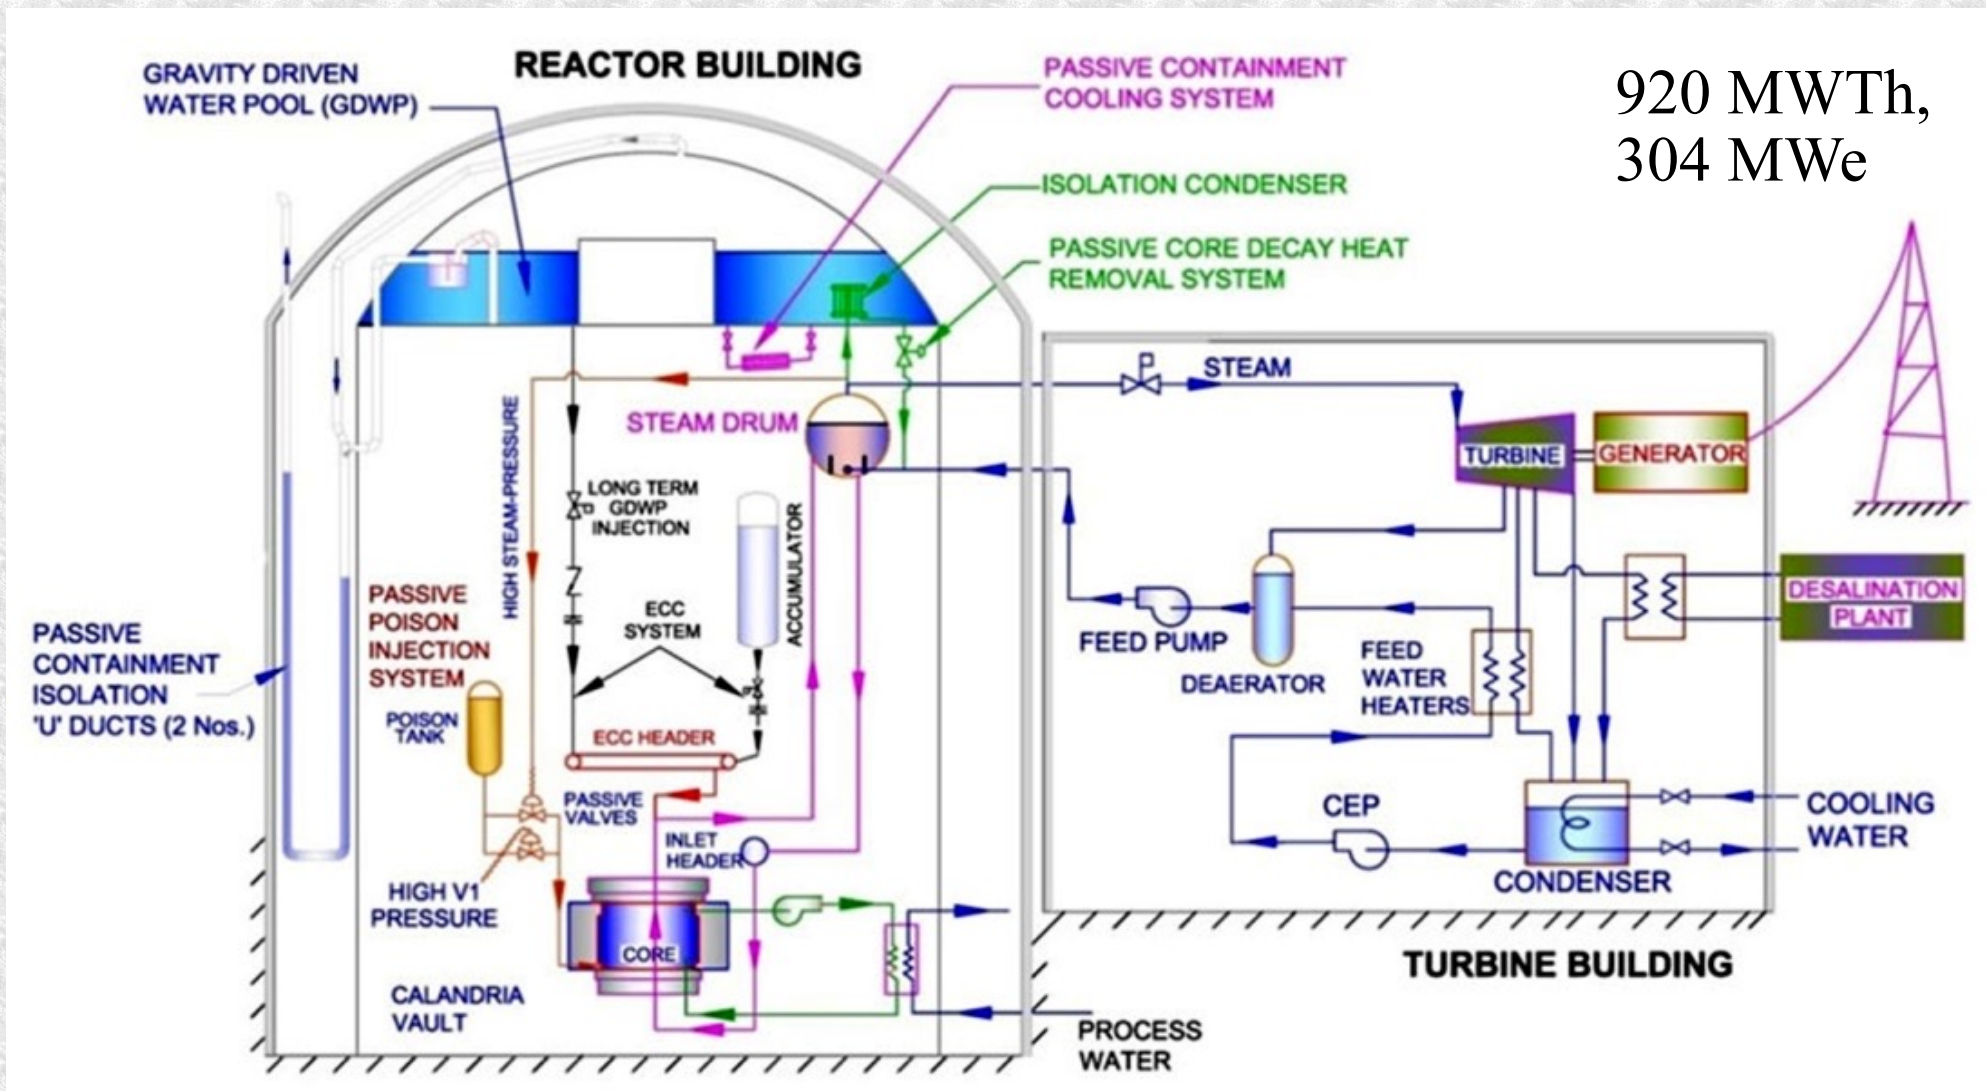 REACTOR BUILDING
920 MWTh,
304 MWe
GRAVITY DRIVEN
WATER POOL (GDWP)
PASSIVE CONTAINMENT
COOLING SYSTEM
ISOLATION CONDENSER
PASSIVE CORE DECAY HEAT
REMOVAL SYSTEM
STEAM
STEAM DRUM
HIGH STEAM-PRESSURE
TURBINE
GENERATOR
LONG TERM
GDWP
INJECTION
ACCUMULATOR
PASSIVE
POISON
INJECTION
SYSTEM
ECC
SYSTEM
DESALINATION
PLANT
PASSIVE
CONTAINMENT
ISOLATION
'U' DUCTS (2 Nos.)
FEED PUMP
DEAERATOR
FEED
WATER
HEATERS
POISON
TANK
ECC HEADER
PASSIVE
VALVES
INLET
HEADER
CEP
COOLING
WATER
CONDENSER
HIGH V1
PRESSURE
CORE
CALANDRIA
VAULT
TURBINE BUILDING
PROCESS
WATER